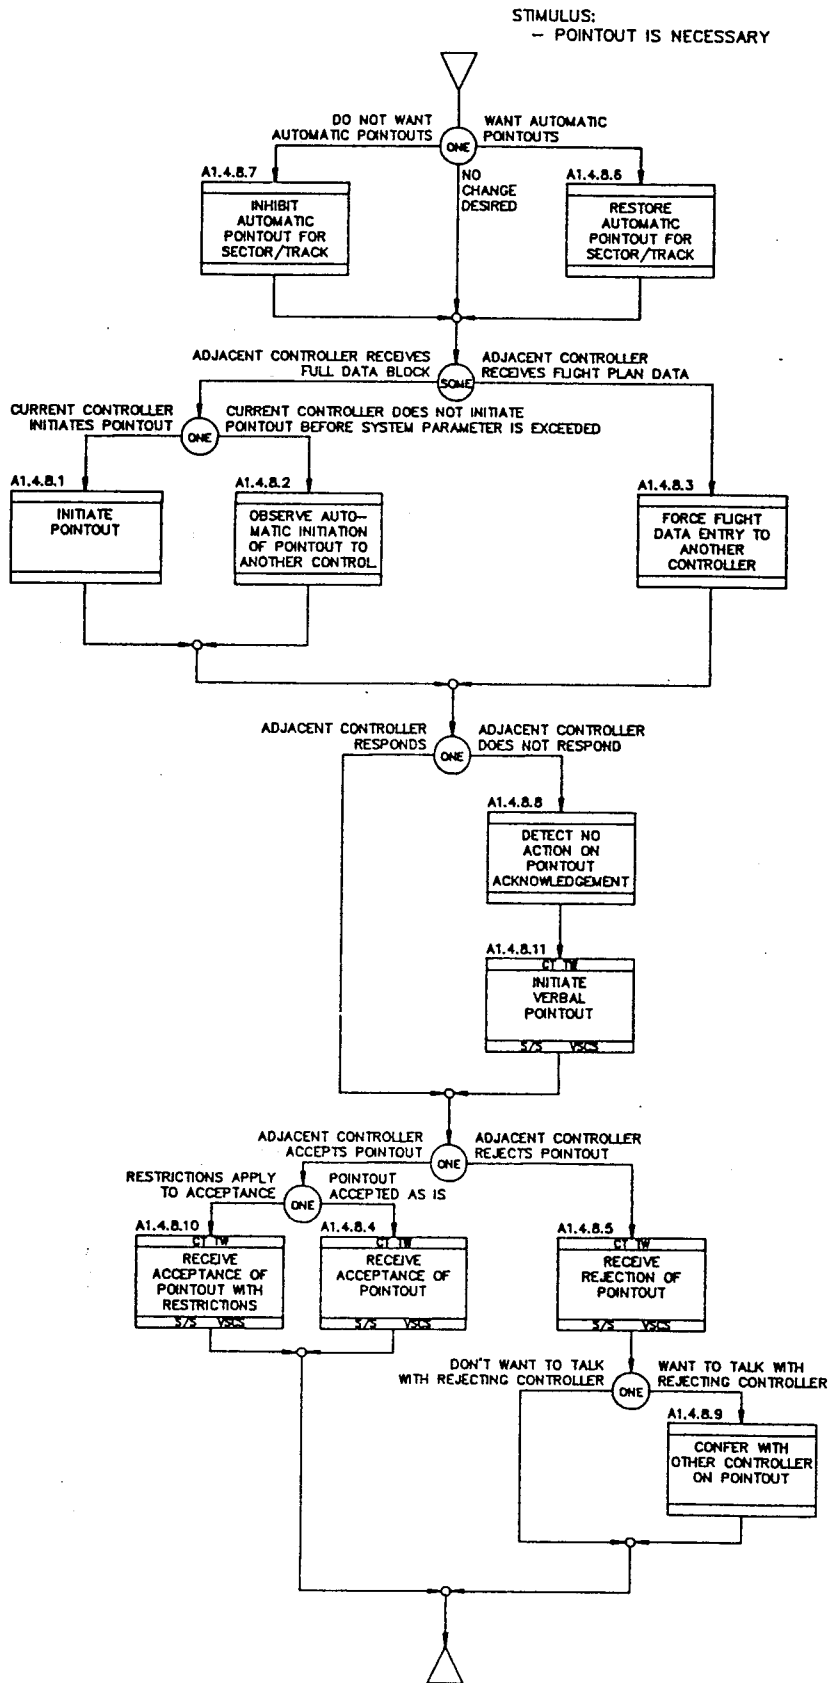 STIMULUS:
- POINTOUT IS NECESSARY
DO NOT WANT
AUTOMATIC POINTOUTS
WANT AUTOMATIC
POINTOUTS
ONE
NO
CHANGE
DESIRED
A1.4.8.7
INHIBIT
AUTOMATIC
POINTOUT FOR
SECTOR/TRACK
A1.4.8.6
RESTORE
AUTOMATIC
POINTOUT FOR
SECTOR/TRACK
ADJACENT CONTROLLER RECEIVES
FULL DATA BLOCK
ADJACENT CONTROLLER
RECEIVES FLIGHT PLAN DATA
SOME
CURRENT CONTROLLER
INITIATES POINTOUT
CURRENT CONTROLLER DOES NOT INITIATE
POINTOUT BEFORE SYSTEM PARAMETER IS EXCEEDED
ONE
A1.4.8.1
INITIATE
POINTOUT
A1.4.8.2
OBSERVE AUTO-
MATIC INITIATION
OF POINTOUT TO
ANOTHER CONTROL
A1.4.8.3
FORCE FLIGHT
DATA ENTRY TO
ANOTHER
CONTROLLER
ADJACENT CONTROLLER
RESPONDS
ADJACENT CONTROLLER
DOES NOT RESPOND
ONE
A1.4.8.8
DETECT NO
ACTION ON
POINTOUT
ACKNOWLEDGEMENT
A1.4.8.11
CT TW
INITIATE
VERBAL
POINTOUT
S/S VSCS
ADJACENT CONTROLLER
ACCEPTS POINTOUT
ADJACENT CONTROLLER
REJECTS POINTOUT
ONE
RESTRICTIONS APPLY
TO ACCEPTANCE
POINTOUT
ACCEPTED AS IS
ONE
A1.4.8.10
CT TW
RECEIVE
ACCEPTANCE OF
POINTOUT WITH
RESTRICTIONS
S/S VSCS
A1.4.8.4
CT TW
RECEIVE
ACCEPTANCE OF
POINTOUT
S/S VSCS
A1.4.8.5
CT TW
RECEIVE
REJECTION OF
POINTOUT
S/S VSCS
DON'T WANT TO TALK
WITH REJECTING CONTROLLER
WANT TO TALK WITH
REJECTING CONTROLLER
ONE
A1.4.8.9
CONFER WITH
OTHER CONTROLLER
ON POINTOUT